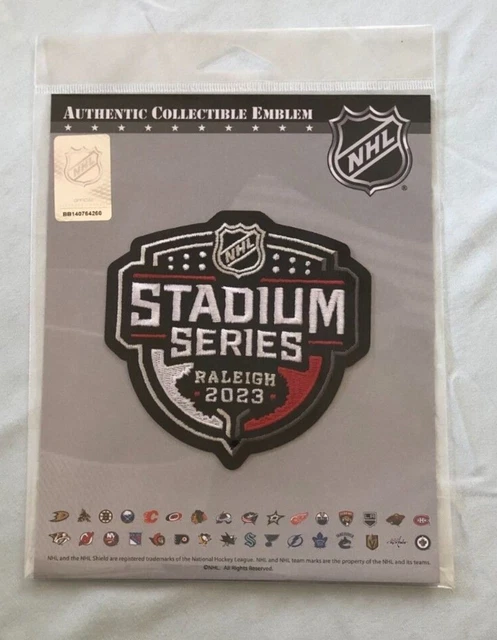 AUTHENTIC COLLECTIBLE EMBLEM
NHL
NHL
BM140764266
NHL
®
STADIUM
SERIES
RALEIGH
2023
NHL and the NHL Shield are registered trademarks of the National Hockey League. NHL and NHL team marks are the property of the NHL and its teams.
©NHL. All Rights Reserved.